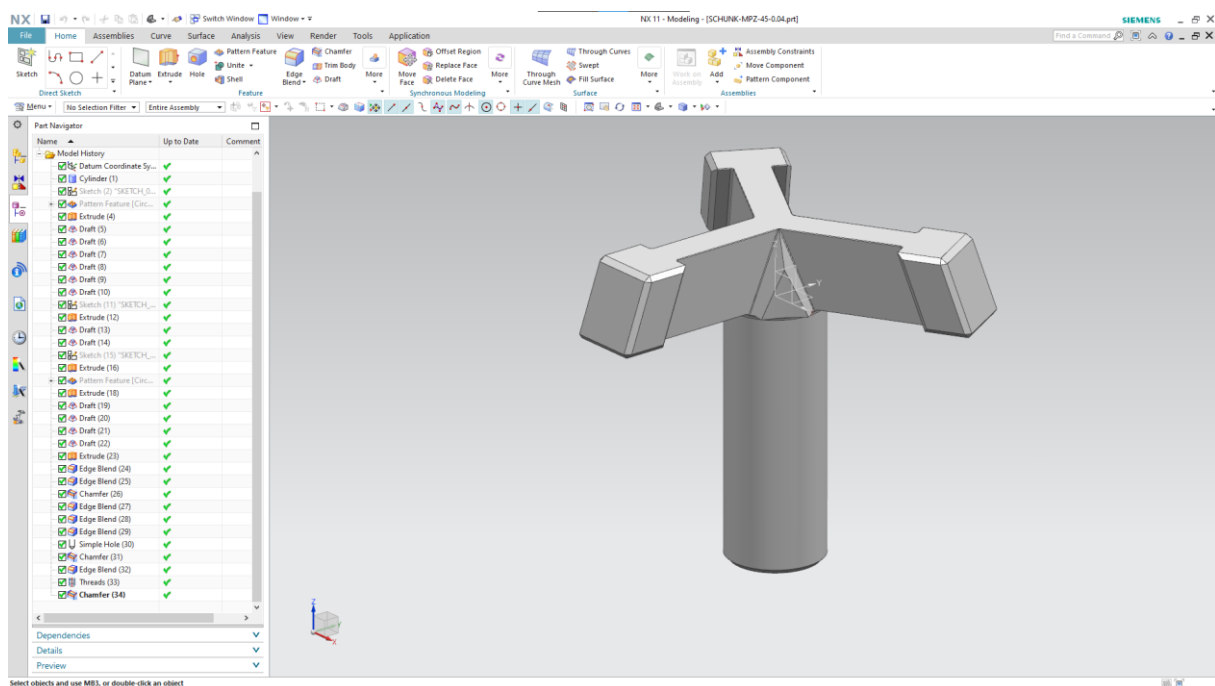 NX
Switch Window
Window
NX 11 - Modeling - [SCHUNK-MPZ-45-0.04.prt]
SIEMENS
File
Home
Assemblies
Curve
Surface
Analysis
View
Render
Tools
Application
Find a Command
Sketch
Direct Sketch
Datum Plane
Extrude
Hole
Pattern Feature
Unite
Shell
Feature
Edge Blend
Chamfer
Trim Body
Draft
More
Move Face
Offset Region
Replace Face
Delete Face
More
Synchronous Modeling
Through Curve Mesh
Through Curves
Swept
Fill Surface
More
Surface
Work on Assembly
Add
Assembly Constraints
Move Component
Pattern Component
Assemblies
Menu
No Selection Filter
Entire Assembly
Part Navigator
Name Up to Date Comment
Model History
Datum Coordinate Sy...
Cylinder (1)
Sketch (2) "SKETCH_0...
Pattern Feature [Circ...
Extrude (4)
Draft (5)
Draft (6)
Draft (7)
Draft (8)
Draft (9)
Draft (10)
Sketch (11) "SKETCH_...
Extrude (12)
Draft (13)
Draft (14)
Sketch (15) "SKETCH_...
Extrude (16)
Pattern Feature [Circ...
Extrude (18)
Draft (19)
Draft (20)
Draft (21)
Draft (22)
Extrude (23)
Edge Blend (24)
Edge Blend (25)
Chamfer (26)
Edge Blend (27)
Edge Blend (28)
Edge Blend (29)
Simple Hole (30)
Chamfer (31)
Edge Blend (32)
Threads (33)
Chamfer (34)
Dependencies
Details
Preview
Z
Y
Z
Y
X
Select objects and use MB3, or double-click an object